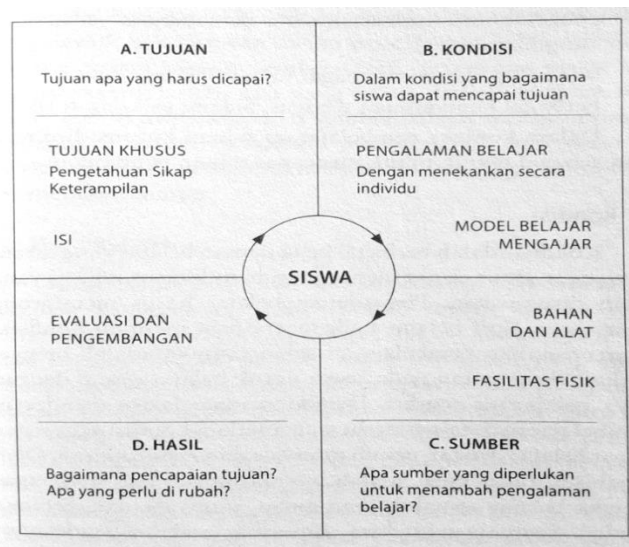 A. TUJUAN
Tujuan apa yang harus dicapai?
B. KONDISI
Dalam kondisi yang bagaimana
siswa dapat mencapai tujuan
TUJUAN KHUSUS
Pengetahuan Sikap
Keterampilan
ISI
PENGALAMAN BELAJAR
Dengan menekankan secara
individu
MODEL BELAJAR
MENGAJAR
SISWA
EVALUASI DAN
PENGEMBANGAN
BAHAN
DAN ALAT
FASILITAS FISIK
D. HASIL
Bagaimana pencapaian tujuan?
Apa yang perlu di rubah?
C. SUMBER
Apa sumber yang diperlukan
untuk menambah pengalaman
belajar?